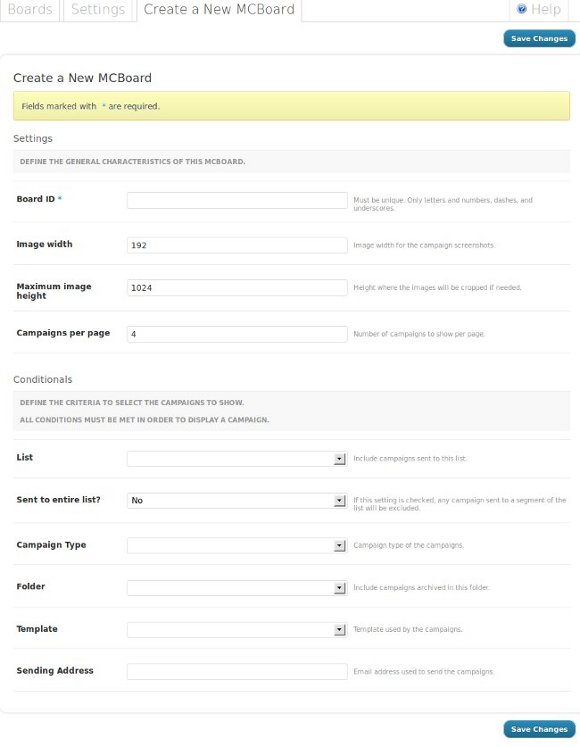 Boards Settings Create a New MCBoard Help
Save Changes
Create a New MCBoard
Fields marked with * are required.
Settings
DEFINE THE GENERAL CHARACTERISTICS OF THIS MCBOARD.
Board ID * Must be unique. Only letters and numbers, dashes, and
underscores.
Image width 192 Image width for the campaign screenshots.
Maximum image
height 1024 Height where the images will be cropped if needed.
Campaigns per page 4 Number of campaigns to show per page.
Conditionals
DEFINE THE CRITERIA TO SELECT THE CAMPAIGNS TO SHOW.
ALL CONDITIONS MUST BE MET IN ORDER TO DISPLAY A CAMPAIGN.
List Include campaigns sent to this list.
Sent to entire list? No If this setting is checked, any campaign sent to a segment of the
list will be excluded.
Campaign Type Campaign type of the campaigns.
Folder Include campaigns archived in this folder.
Template Template used by the campaigns.
Sending Address Email address used to send the campaigns.
Save Changes